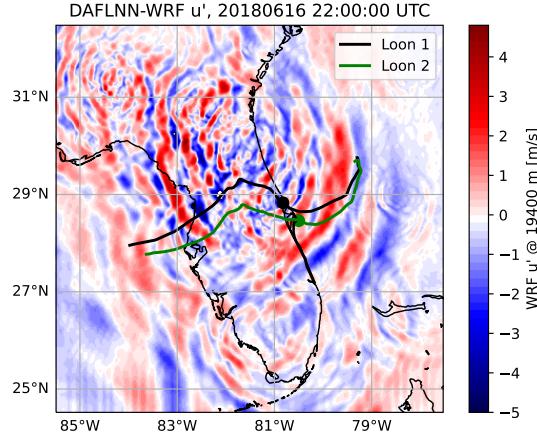 DAFLNN-WRF u', 20180616 22:00:00 UTC
Loon 1
Loon 2
31°N
29°N
27°N
25°N
85°W
83°W
81°W
79°W
4
3
2
1
0
−1
−2
−3
−4
−5
WRF u' @ 19400 m [m/s]